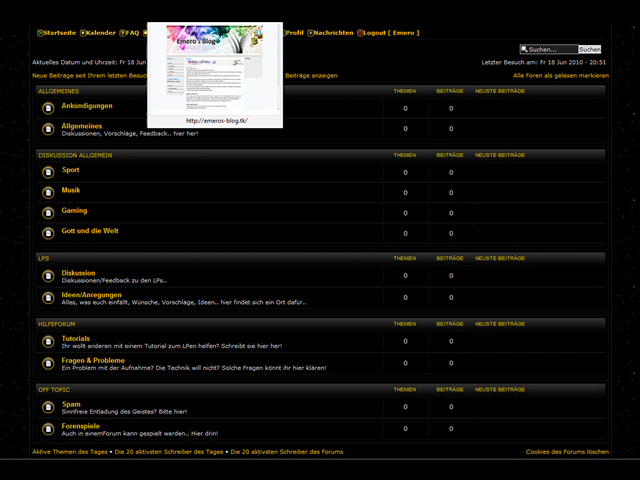 Startseite Kalender FAQ Profil Nachrichten Logout [ Emero ]
Emero's Blog
http://emeros-blog.tk/
Suchen... Suchen
Aktuelles Datum und Uhrzeit: Fr 18 Jun Letzter Besuch am: Fr 18 Jun 2010 - 20:51
Neue Beiträge seit Ihrem letzten Besuch Beiträge anzeigen Alle Foren als gelesen markieren
ALLGEMEINES THEMEN BEITRÄGE NEUSTE BEITRÄGE
Ankündigungen 0 0
Allgemeines 0 0
Diskussionen, Vorschläge, Feedback.. hier her!
DISKUSSION ALLGEMEIN THEMEN BEITRÄGE NEUSTE BEITRÄGE
Sport 0 0
Musik 0 0
Gaming 0 0
Gott und die Welt 0 0
LPS THEMEN BEITRÄGE NEUSTE BEITRÄGE
Diskussion 0 0
Diskussionen/Feedback zu den LPs..
Ideen/Anregungen 0 0
Alles, was euch einfällt, Wünsche, Vorschläge, Ideen.. hier findet sich ein Ort dafür..
HILFEFORUM THEMEN BEITRÄGE NEUSTE BEITRÄGE
Tutorials 0 0
Ihr wollt anderen mit einem Tutorial zum LPen helfen? Schreibt sie hier her!
Fragen & Probleme 0 0
Ein Problem mit der Aufnahme? Die Technik will nicht? Solche Fragen könnt ihr hier klären!
OFF TOPIC THEMEN BEITRÄGE NEUSTE BEITRÄGE
Spam 0 0
Sinnfreie Entladung des Geistes? Bitte hier!
Forenspiele 0 0
Auch in einemForum kann gespielt werden.. Hier drin!
Aktive Themen des Tages • Die 20 aktivsten Schreiber des Tages • Die 20 aktivsten Schreiber des Forums Cookies des Forums löschen